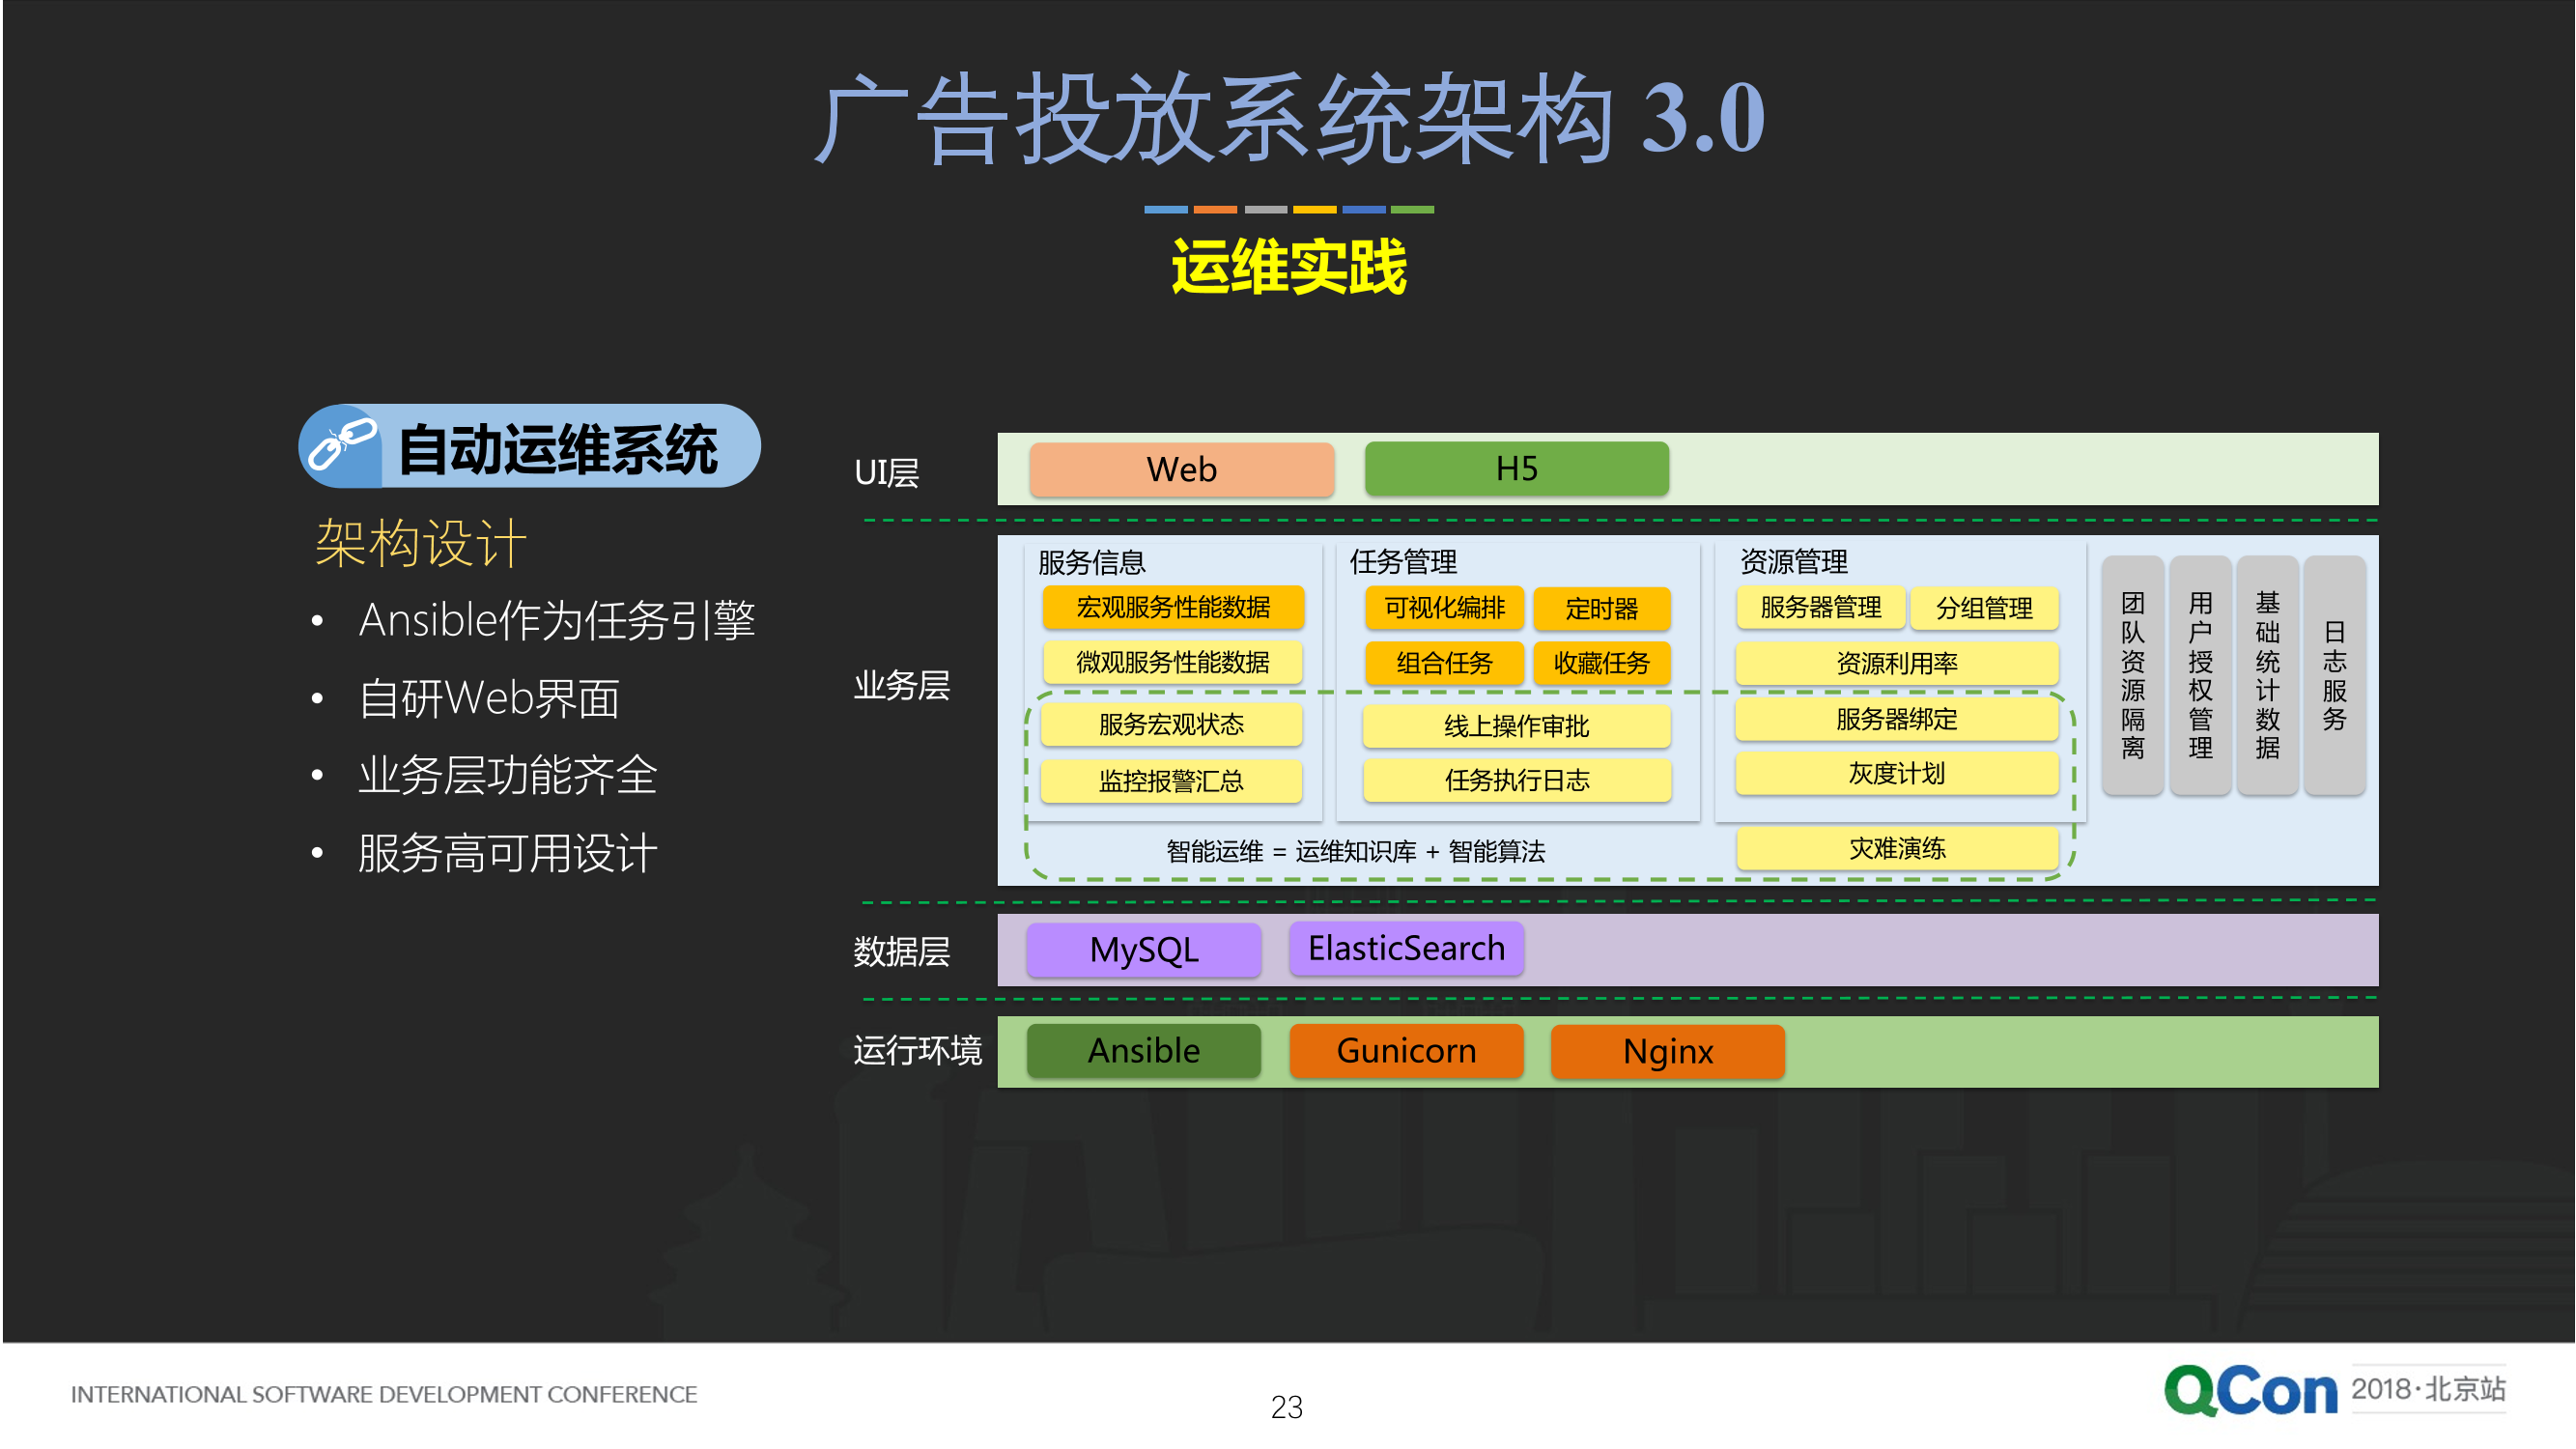 广告投放系统架构 3.0
运维实践
自动运维系统
架构设计
• Ansible作为任务引擎
• 自研Web界面
• 业务层功能齐全
• 服务高可用设计
UI层
Web
H5
业务层
服务信息
宏观服务性能数据
微观服务性能数据
服务宏观状态
监控报警汇总
任务管理
可视化编排
定时器
组合任务
收藏任务
线上操作审批
任务执行日志
资源管理
服务器管理
分组管理
资源利用率
服务器绑定
灰度计划
灾难演练
智能运维 = 运维知识库 + 智能算法
团队资源隔离
用户授权管理
基础统计数据
日志服务
数据层
MySQL
ElasticSearch
运行环境
Ansible
Gunicorn
Nginx
INTERNATIONAL SOFTWARE DEVELOPMENT CONFERENCE
23
QCon
2018·北京站